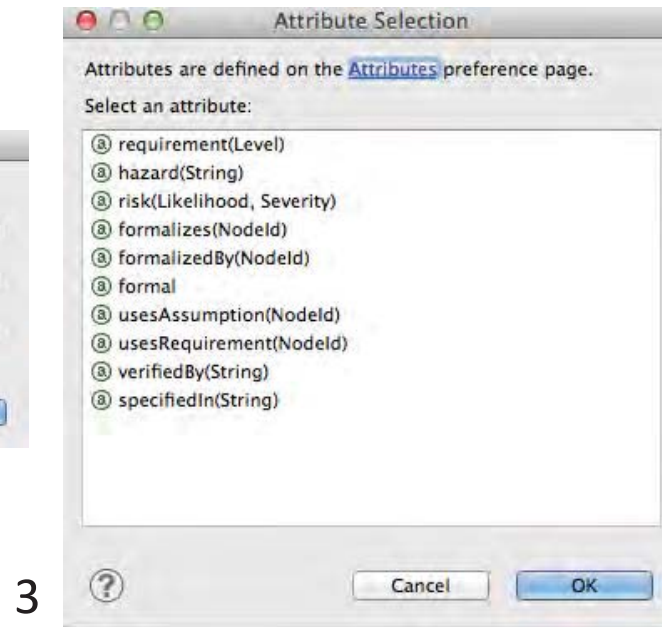 Attribute Selection
Attributes are defined on the Attributes preference page.
Select an attribute:
a requirement(Level)
a hazard(String)
a risk(Likelihood, Severity)
a formalizes(NodeId)
a formalizedBy(NodeId)
a formal
a usesAssumption(NodeId)
a usesRequirement(NodeId)
a verifiedBy(String)
a specifiedIn(String)
3
? Cancel OK